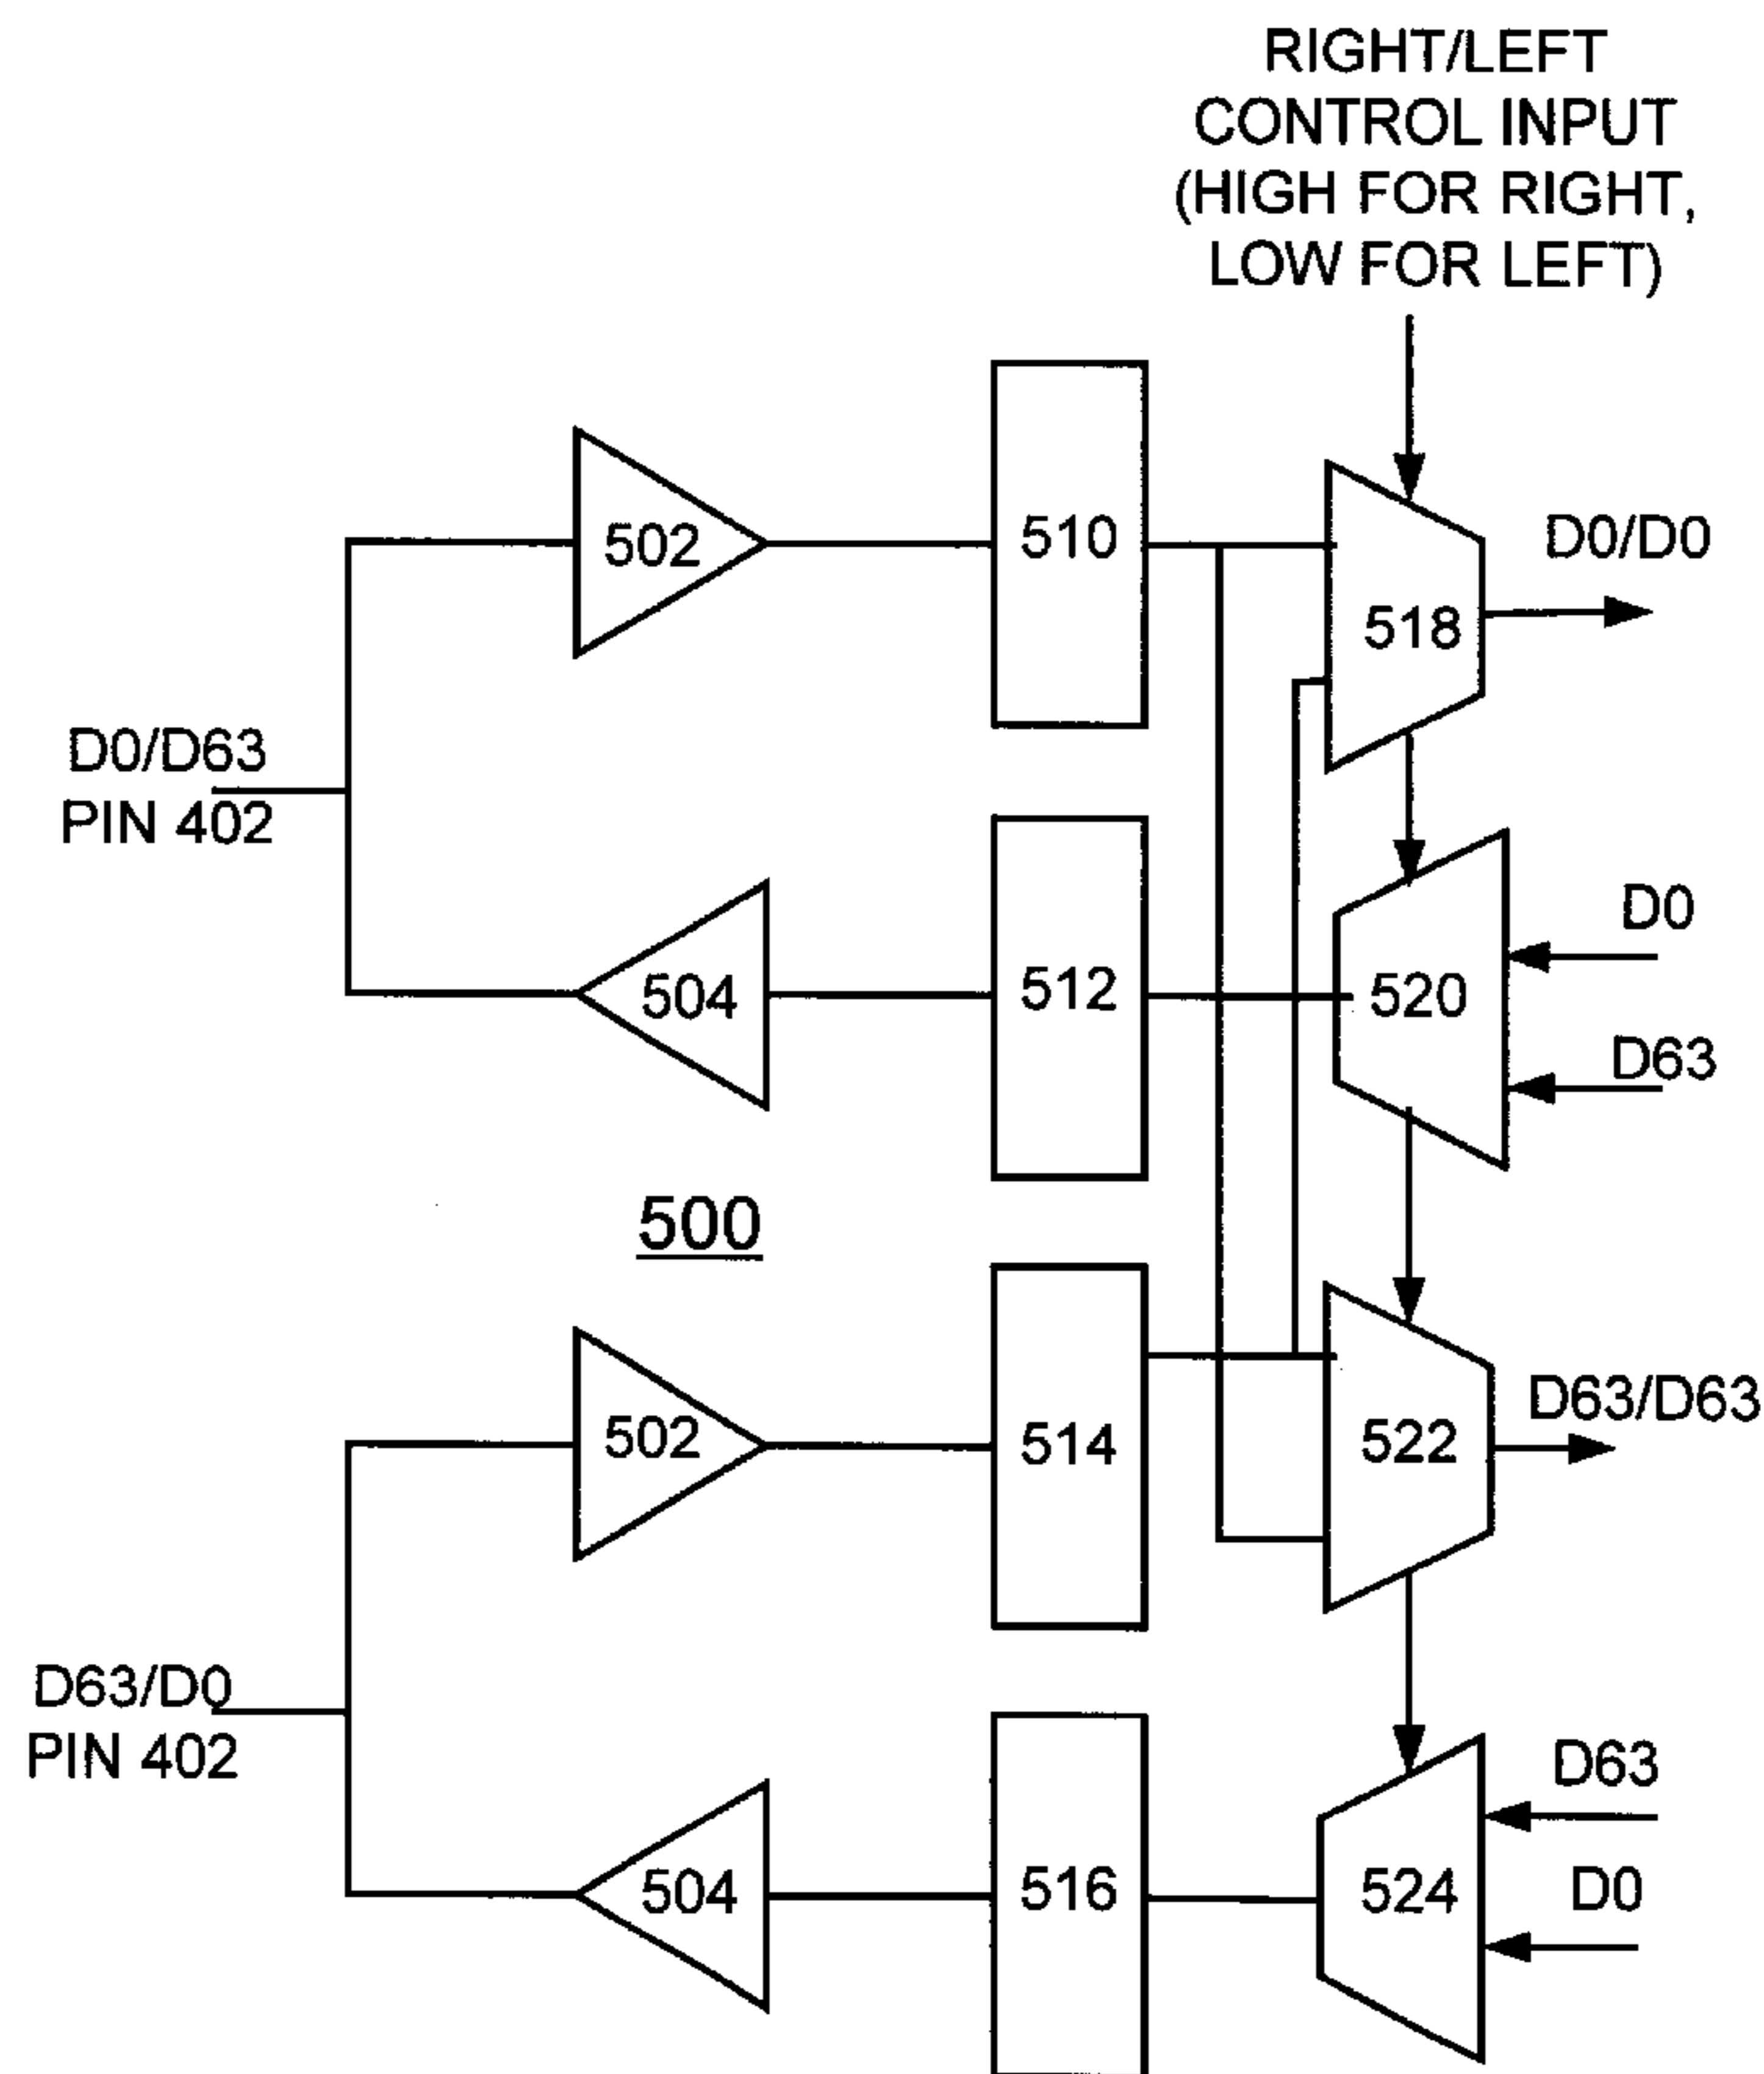 RIGHT/LEFT
CONTROL INPUT
(HIGH FOR RIGHT,
LOW FOR LEFT)
502
510
D0/D0
518
D0/D63
PIN 402
D0
504
512
520
D63
500
502
514
522
D63/D63
D63/D0
PIN 402
D63
504
516
524
D0